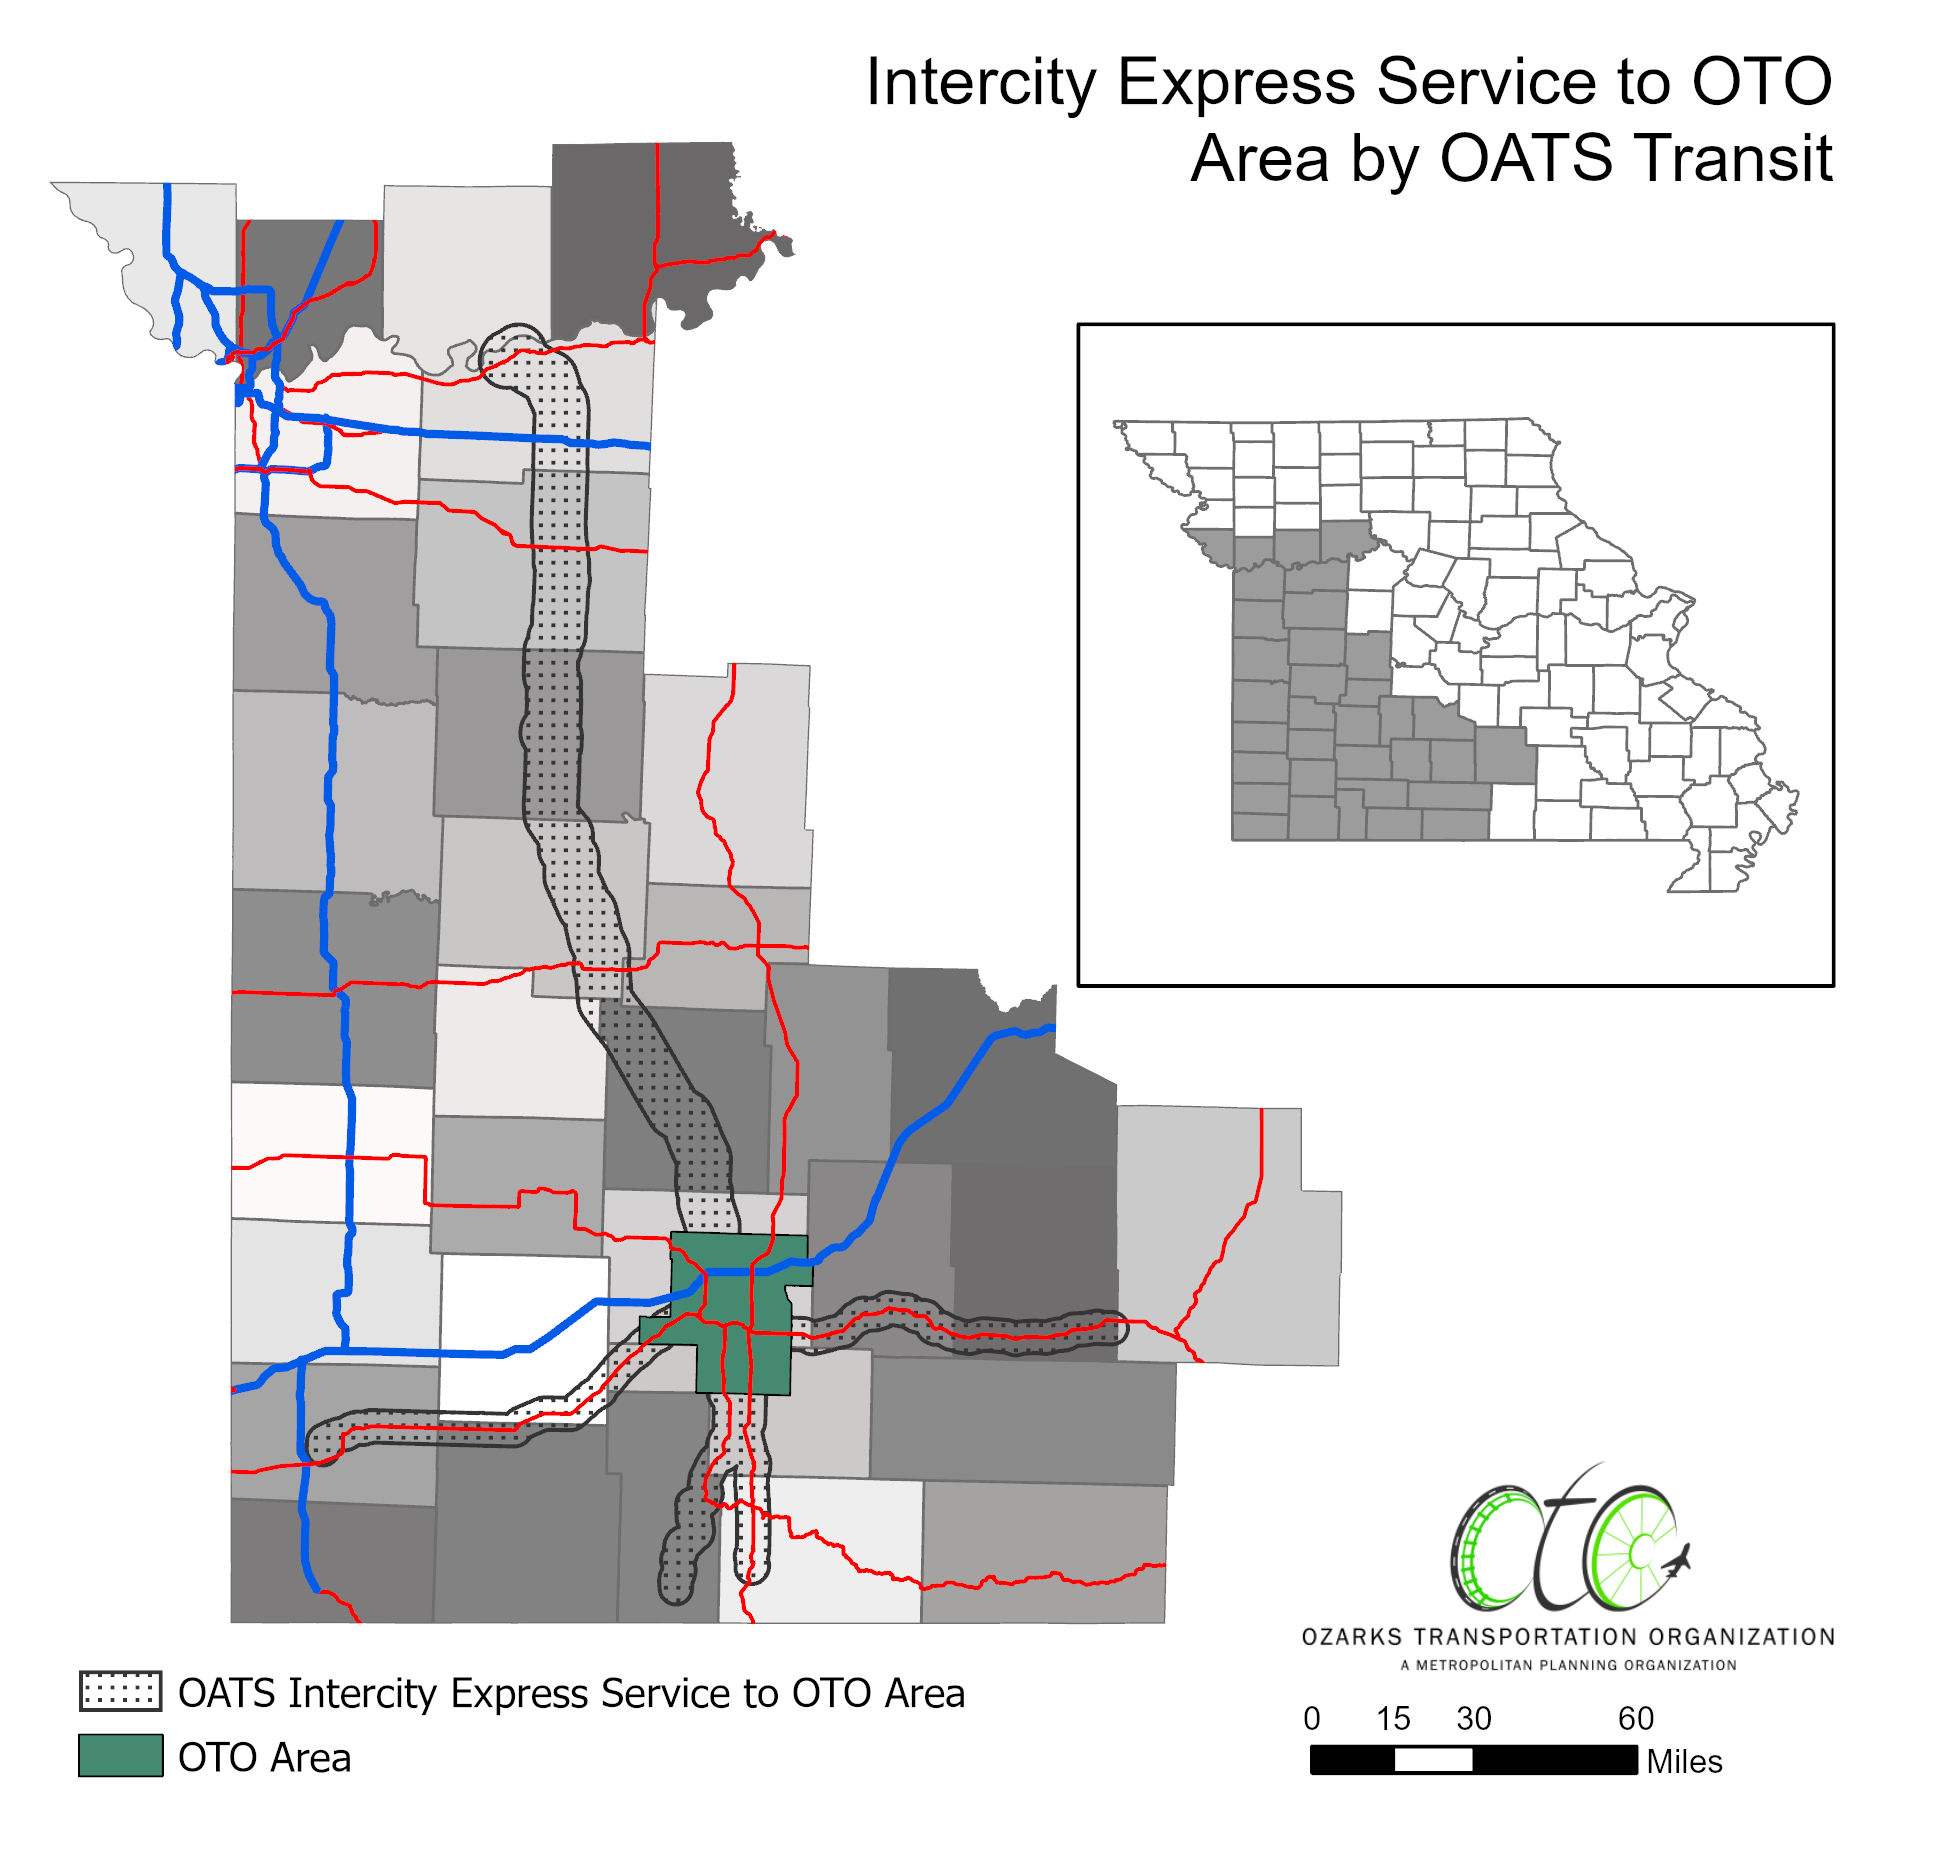 Intercity Express Service to OTO
Area by OATS Transit
OATS Intercity Express Service to OTO Area
OTO Area
oto
OZARKS TRANSPORTATION ORGANIZATION
A METROPOLITAN PLANNING ORGANIZATION
0 15 30 60
Miles